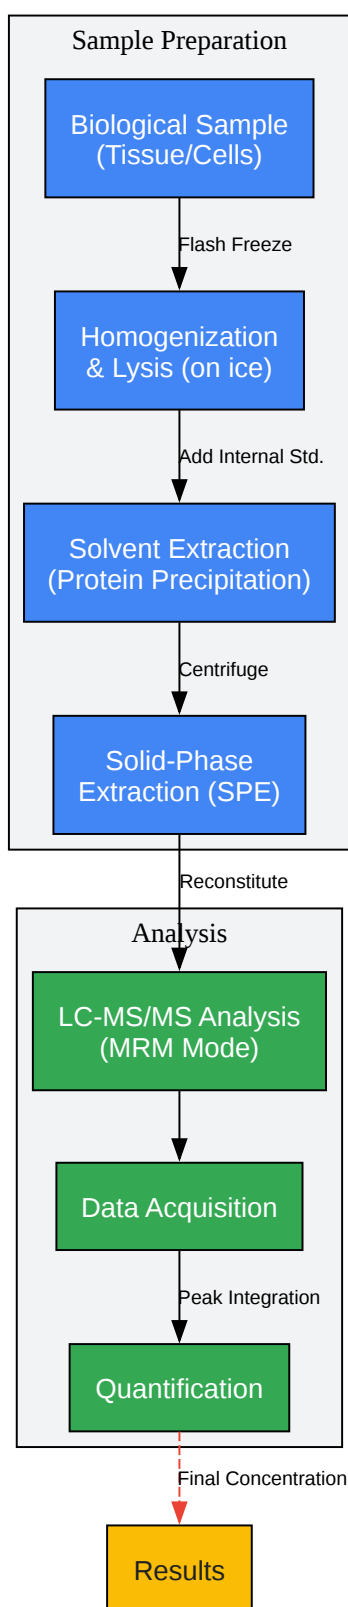 Sample Preparation
Biological Sample
(Tissue/Cells)
Flash Freeze
Homogenization
& Lysis (on ice)
Add Internal Std.
Solvent Extraction
(Protein Precipitation)
Centrifuge
Solid-Phase
Extraction (SPE)
Reconstitute
Analysis
LC-MS/MS Analysis
(MRM Mode)
Data Acquisition
Peak Integration
Quantification
Final Concentration
Results